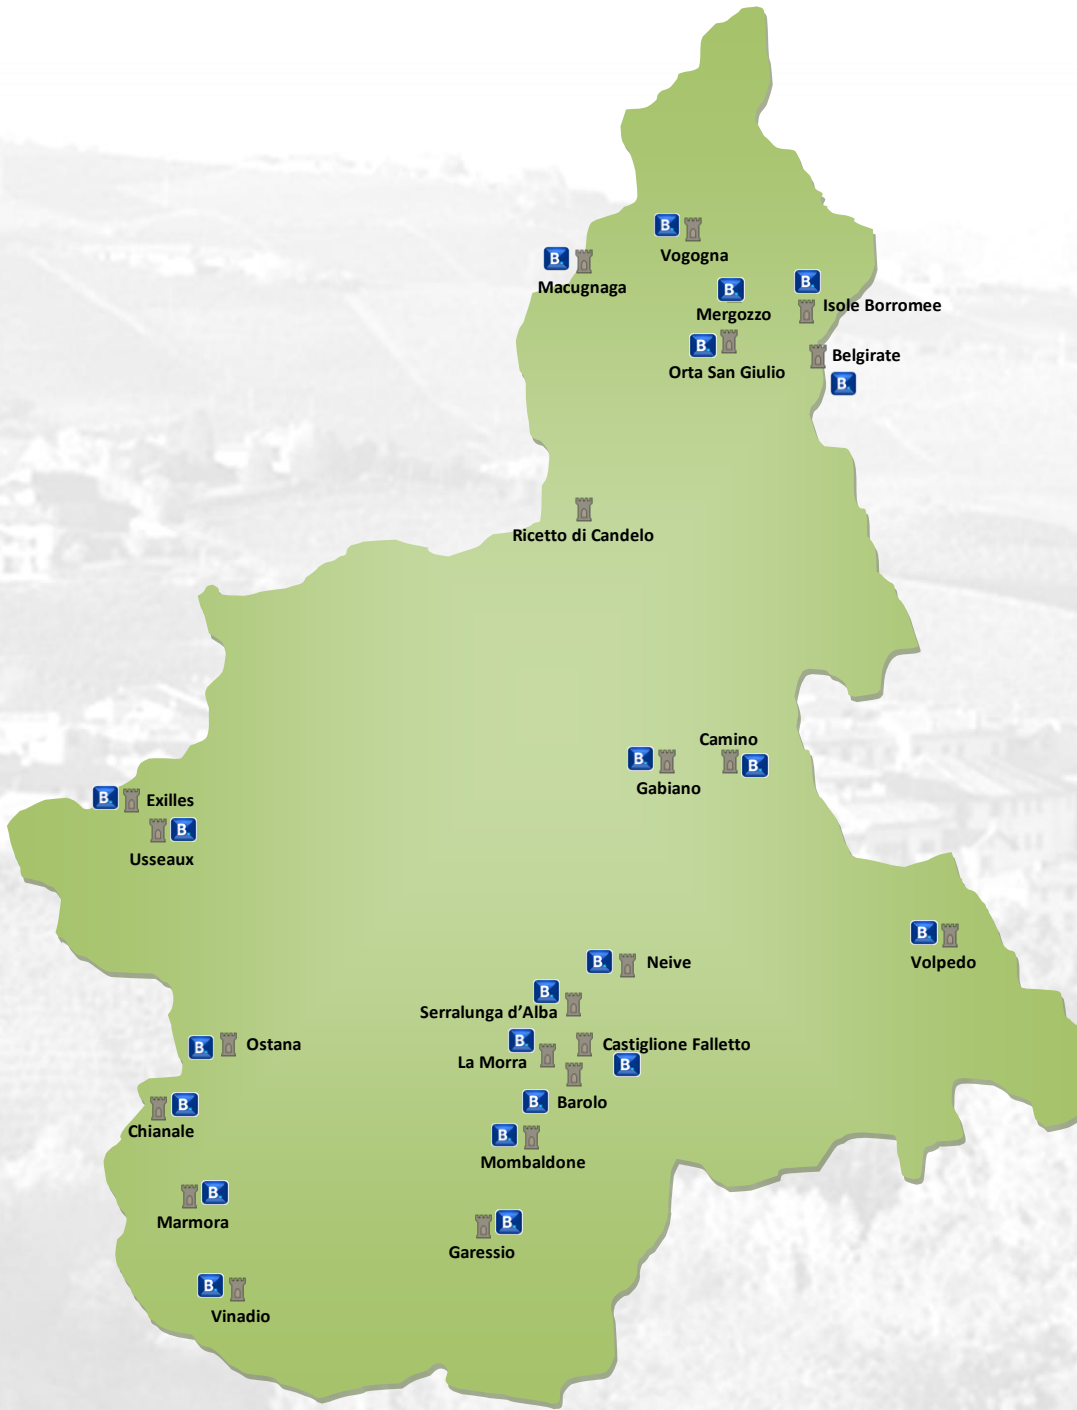 B.
Vogogna
B.
Macugnaga
B.
Mergozzo
B.
Isole Borromee
B.
Orta San Giulio
Belgirate
B.
Ricetto di Candelo
Camino
B.
B.
Gabiano
B.
Exilles
B.
Usseaux
B.
Volpedo
B.
Neive
B.
Serralunga d’Alba
B.
Ostana
B.
La Morra
Castiglione Falletto
B.
B.
Barolo
B.
Chianale
B.
Mombaldone
B.
Marmora
B.
Garessio
B.
Vinadio